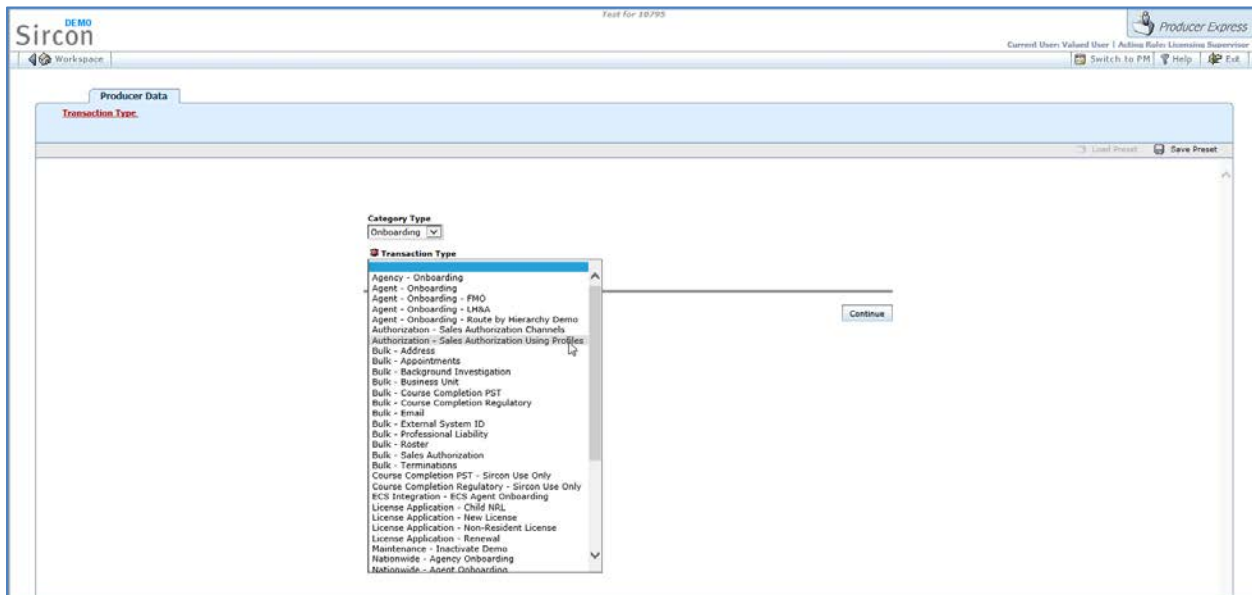 Test for 10795
DEMO
Sircon
Producer Express
Current User: Valued User | Acting Role: Licensing Supervisor
Workspace
Switch to PM
Help
Exit
Producer Data
Transaction Type
Load Preset
Save Preset
Category Type
Onboarding
Transaction Type
Agency - Onboarding
Agent - Onboarding
Agent - Onboarding - FMO
Agent - Onboarding - LH&A
Agent - Onboarding - Route by Hierarchy Demo
Authorization - Sales Authorization Channels
Authorization - Sales Authorization Using Profiles
Bulk - Address
Bulk - Appointments
Bulk - Background Investigation
Bulk - Business Unit
Bulk - Course Completion PST
Bulk - Course Completion Regulatory
Bulk - Email
Bulk - External System ID
Bulk - Professional Liability
Bulk - Roster
Bulk - Sales Authorization
Bulk - Terminations
Course Completion PST - Sircon Use Only
Course Completion Regulatory - Sircon Use Only
ECS Integration - ECS Agent Onboarding
License Application - Child NRL
License Application - New License
License Application - Non-Resident License
License Application - Renewal
Maintenance - Inactivate Demo
Nationwide - Agency Onboarding
Nationwide - Agent Onboarding
Continue